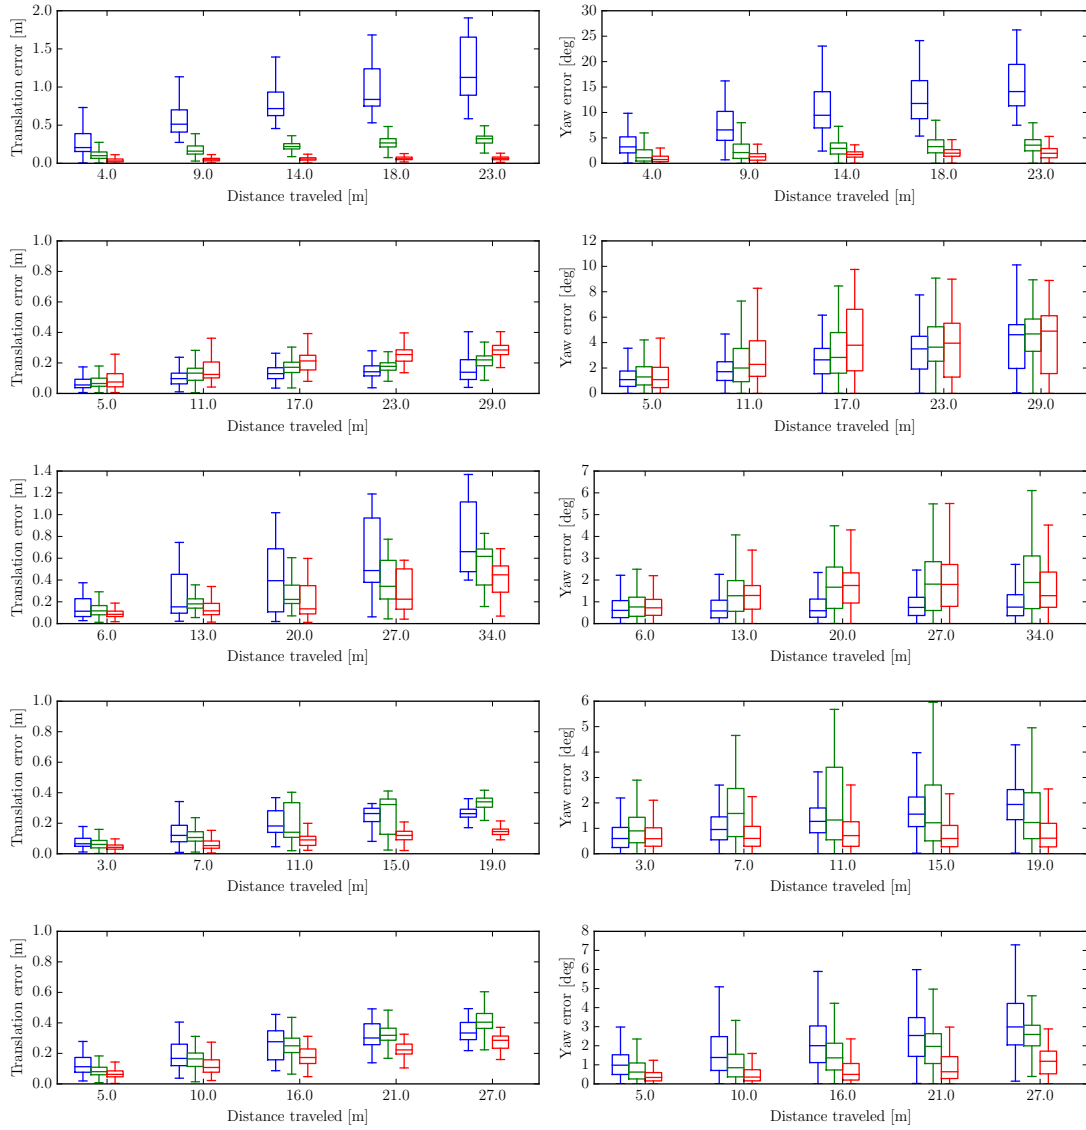 Translation error [m]
2.0
1.5
1.0
0.5
0.0
4.0 9.0 14.0 18.0 23.0
Distance traveled [m]
Yaw error [deg]
30
25
20
15
10
5
0
4.0 9.0 14.0 18.0 23.0
Distance traveled [m]
Translation error [m]
1.0
0.8
0.6
0.4
0.2
0.0
5.0 11.0 17.0 23.0 29.0
Distance traveled [m]
Yaw error [deg]
12
10
8
6
4
2
0
5.0 11.0 17.0 23.0 29.0
Distance traveled [m]
Translation error [m]
1.4
1.2
1.0
0.8
0.6
0.4
0.2
0.0
6.0 13.0 20.0 27.0 34.0
Distance traveled [m]
Yaw error [deg]
7
6
5
4
3
2
1
0
6.0 13.0 20.0 27.0 34.0
Distance traveled [m]
Translation error [m]
1.0
0.8
0.6
0.4
0.2
0.0
3.0 7.0 11.0 15.0 19.0
Distance traveled [m]
Yaw error [deg]
6
5
4
3
2
1
0
3.0 7.0 11.0 15.0 19.0
Distance traveled [m]
Translation error [m]
1.0
0.8
0.6
0.4
0.2
0.0
5.0 10.0 16.0 21.0 27.0
Distance traveled [m]
Yaw error [deg]
8
7
6
5
4
3
2
1
0
5.0 10.0 16.0 21.0 27.0
Distance traveled [m]